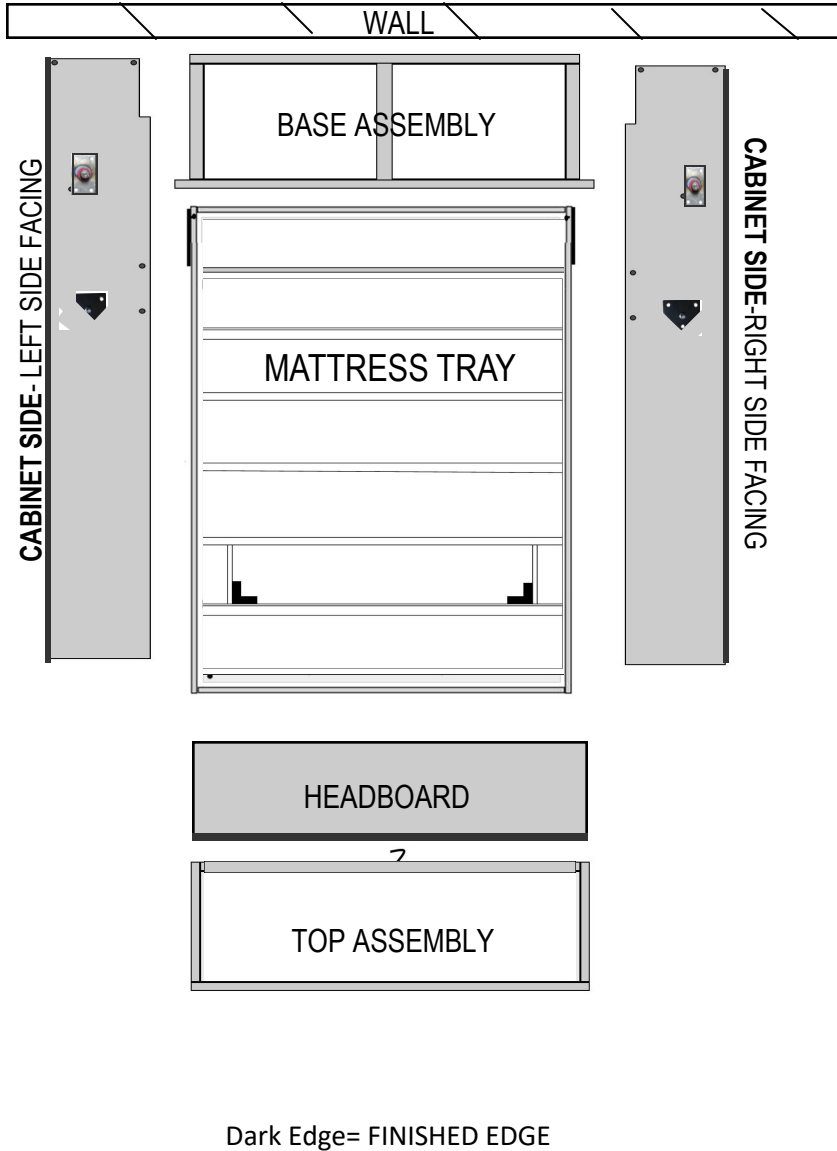 WALL
BASE ASSEMBLY
CABINET SIDE- LEFT SIDE FACING
CABINET SIDE-RIGHT SIDE FACING
MATTRESS TRAY
HEADBOARD
TOP ASSEMBLY
Dark Edge= FINISHED EDGE